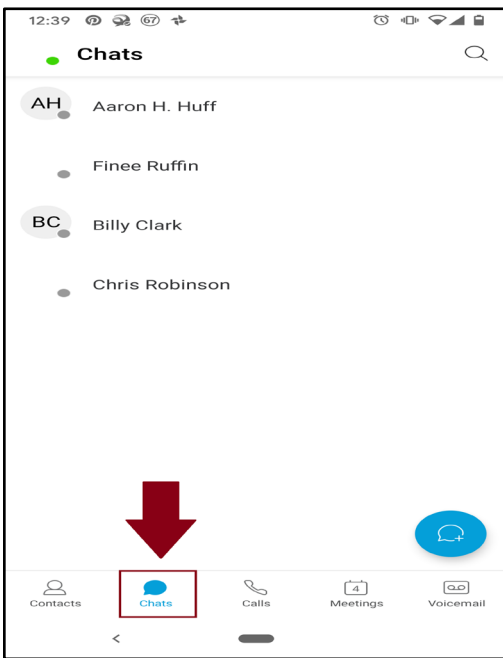 12:39 67
Chats
AH Aaron H. Huff
Finee Ruffin
BC Billy Clark
Chris Robinson
4
Contacts Chats Calls Meetings Voicemail